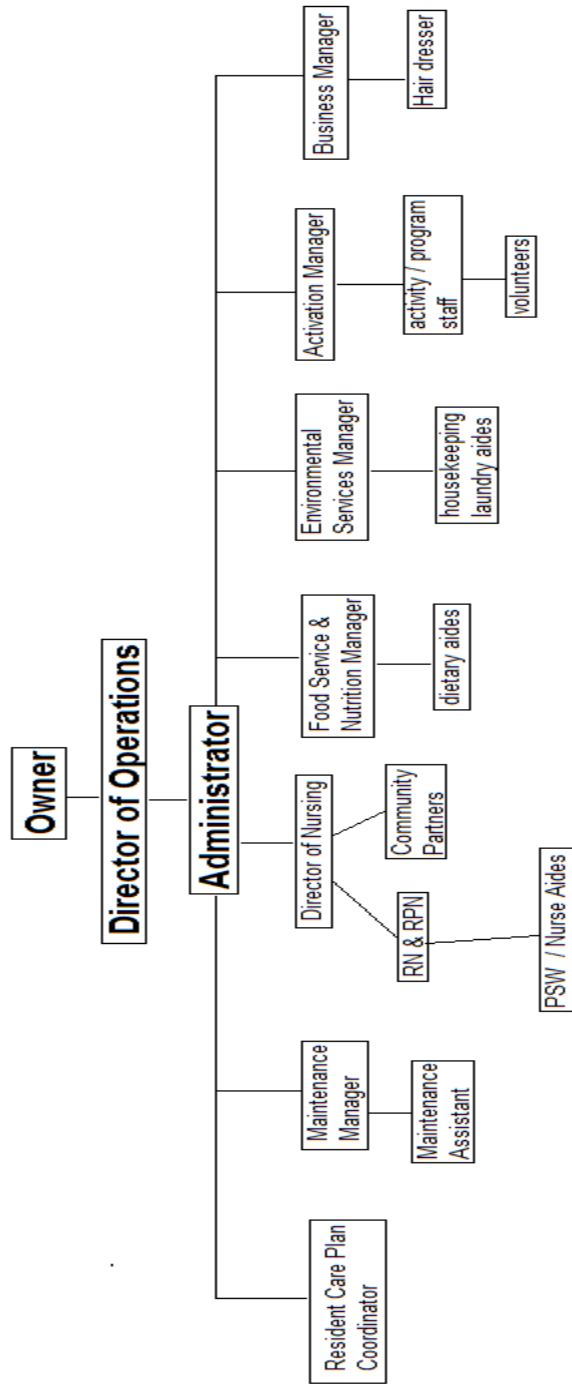 Owner
Director of Operations
Administrator
Resident Care Plan
Coordinator
Maintenance
Manager
Director of Nursing
Food Service &
Nutrition Manager
Environmental
Services Manager
Activation Manager
Business Manager
Maintenance
Assistant
RN & RPN
Community
Partners
dietary aides
housekeeping
laundry aides
activity / program
staff
Hair dresser
PSW / Nurse Aides
volunteers